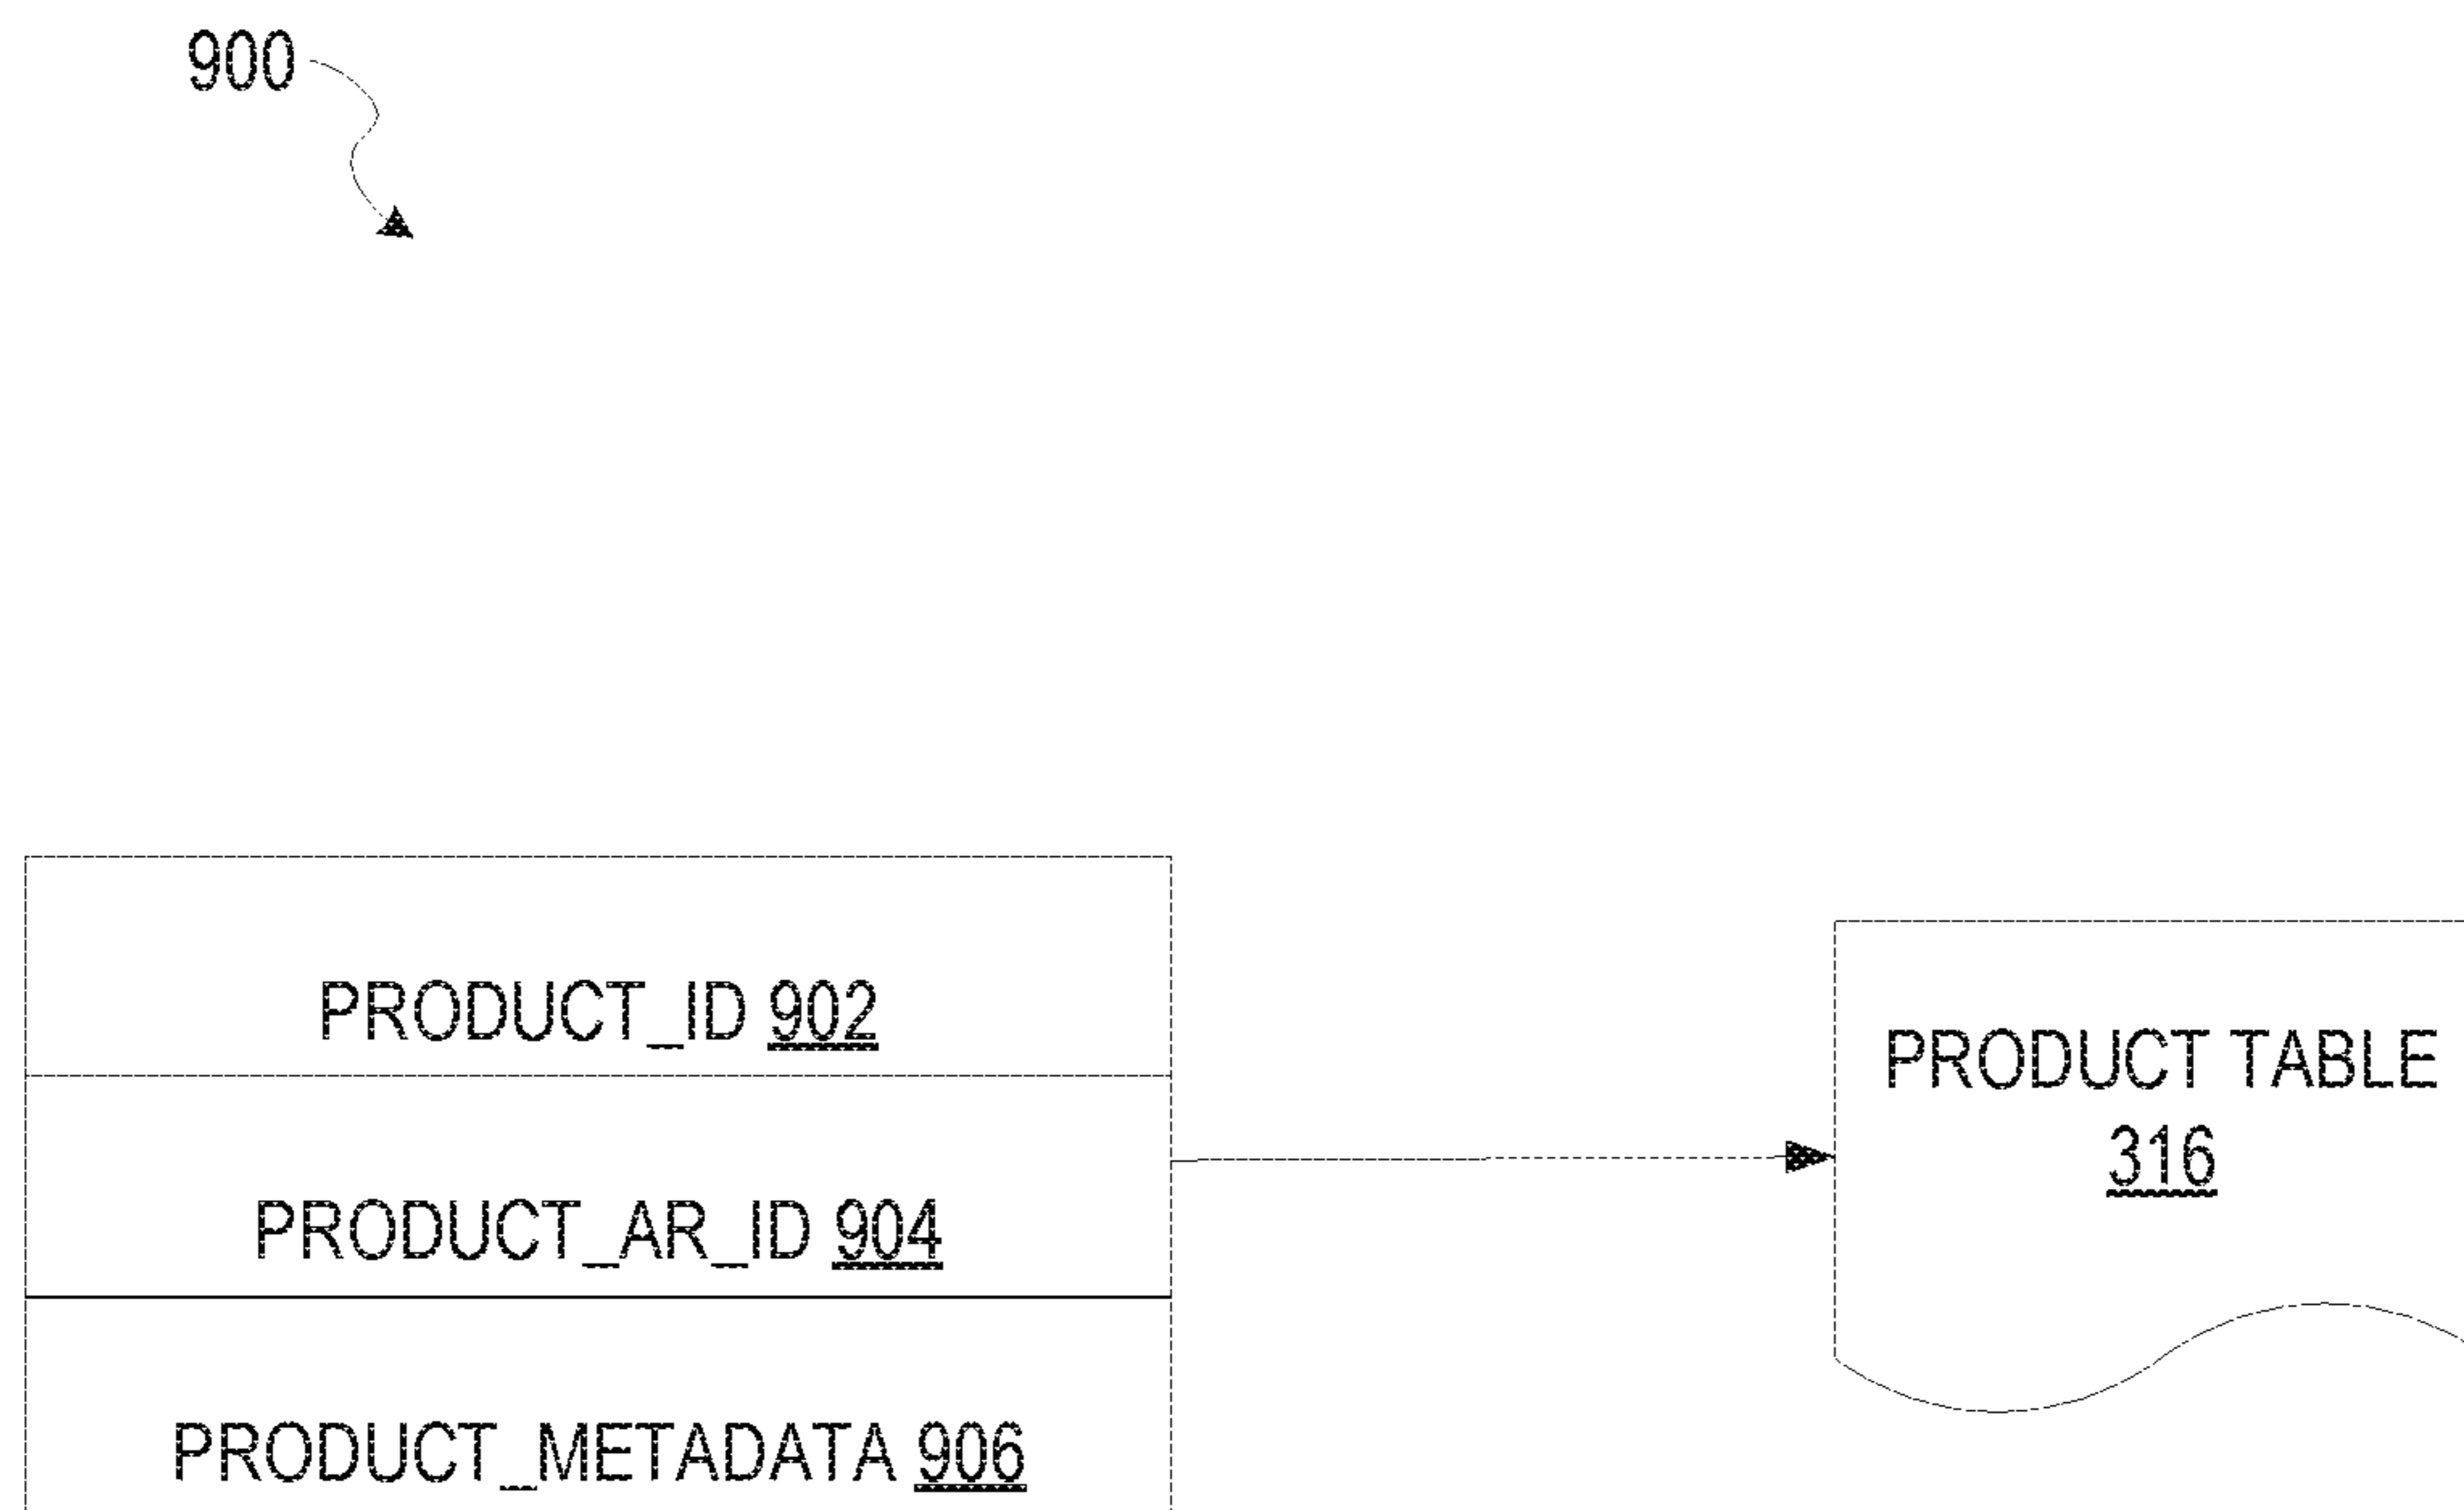 900
PRODUCT_ID 902
PRODUCT_AR_ID 904
PRODUCT_METADATA 906
PRODUCT TABLE
316